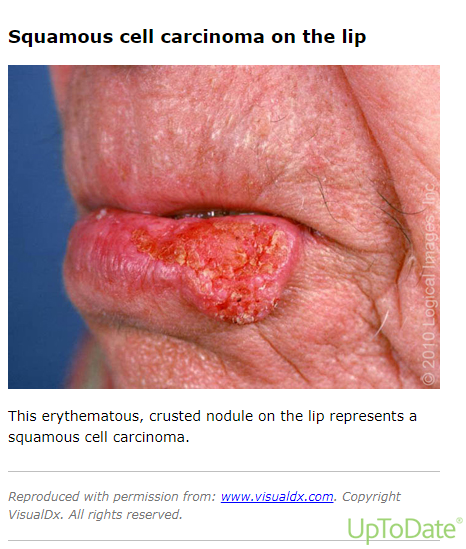 Squamous cell carcinoma on the lip
© 2010 Logical Images, Inc.
This erythematous, crusted nodule on the lip represents a
squamous cell carcinoma.
Reproduced with permission from: www.visualdx.com. Copyright
VisualDx. All rights reserved.
UpToDate®